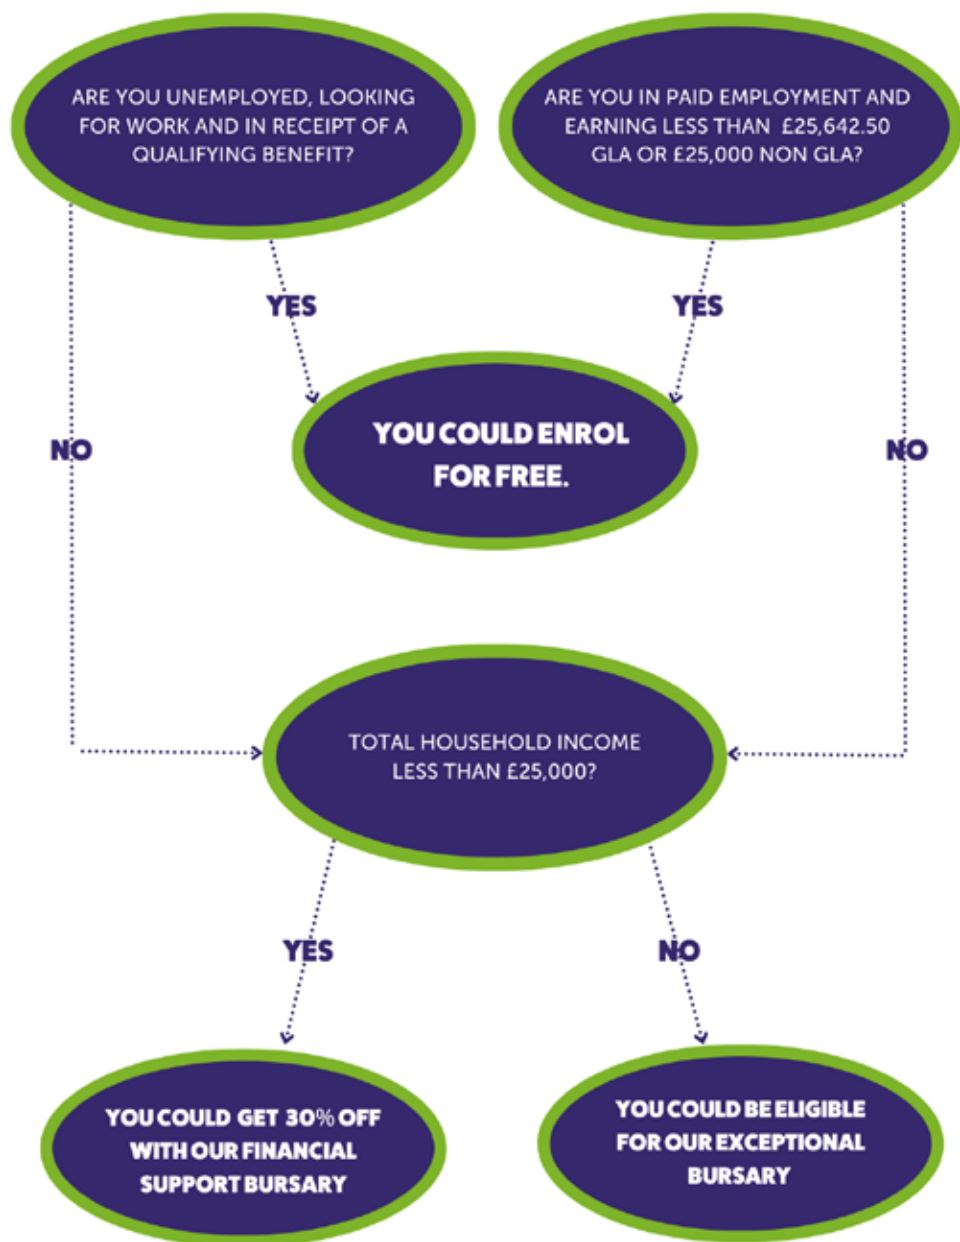 ARE YOU UNEMPLOYED, LOOKING
FOR WORK AND IN RECEIPT OF A
QUALIFYING BENEFIT?
ARE YOU IN PAID EMPLOYMENT AND
EARNING LESS THAN £25,642.50
GLA OR £25,000 NON GLA?
YES
YES
YOU COULD ENROL
FOR FREE.
NO
NO
TOTAL HOUSEHOLD INCOME
LESS THAN £25,000?
YES
NO
YOU COULD GET 30% OFF
WITH OUR FINANCIAL
SUPPORT BURSARY
YOU COULD BE ELIGIBLE
FOR OUR EXCEPTIONAL
BURSARY